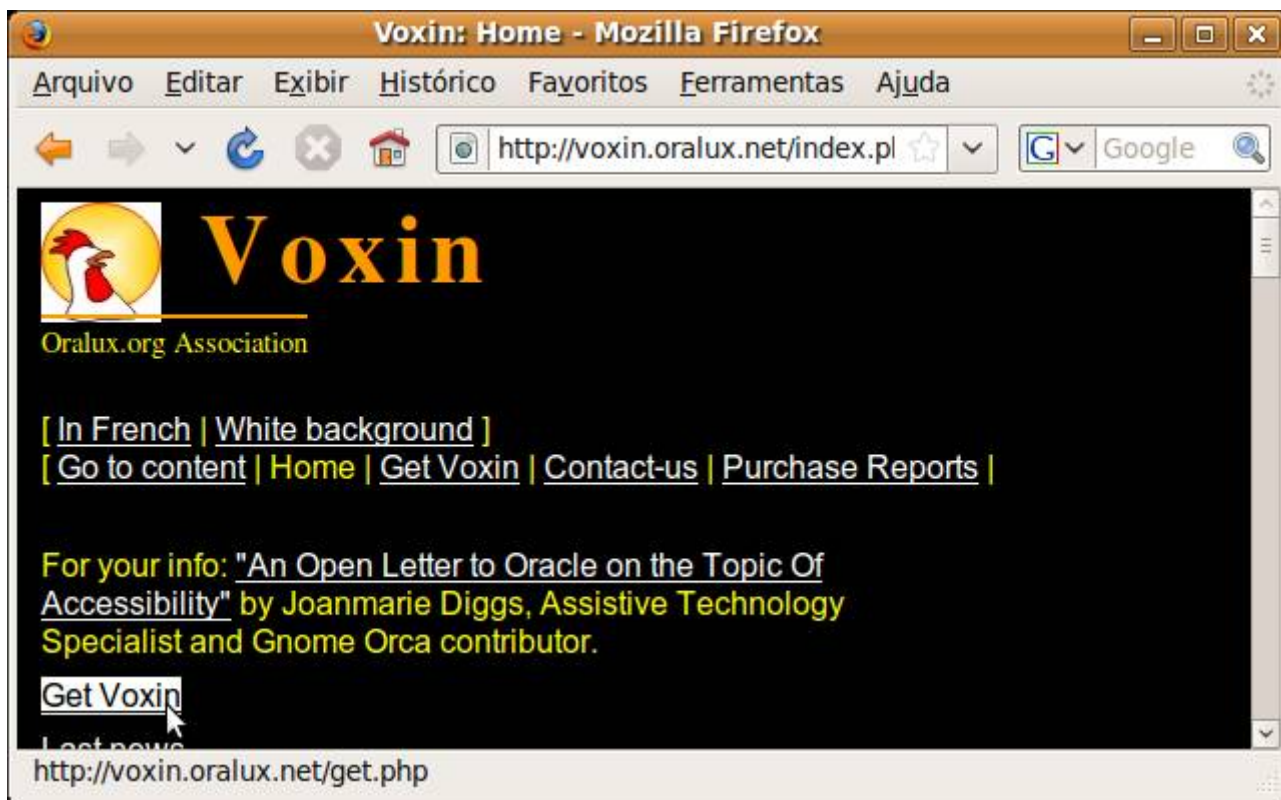 Voxin: Home - Mozilla Firefox
Arquivo Editar Exibir Histórico Favoritos Ferramentas Ajuda
http://voxin.oralux.net/index.pl G Google
Voxin
Oralux.org Association
[ In French | White background ]
[ Go to content | Home | Get Voxin | Contact-us | Purchase Reports |
For your info: "An Open Letter to Oracle on the Topic Of
Accessibility" by Joanmarie Diggs, Assistive Technology
Specialist and Gnome Orca contributor.
Get Voxin
Last news
http://voxin.oralux.net/get.php